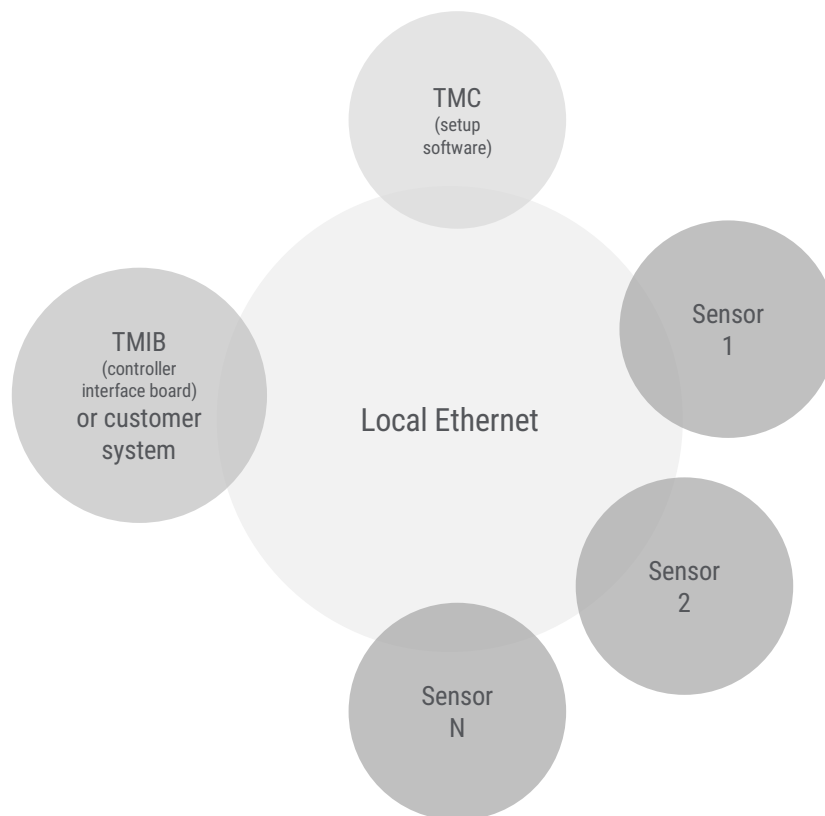 TMC
(setup
software)
Sensor
1
TMIB
(controller
interface board)
or customer
system
Local Ethernet
Sensor
2
Sensor
N